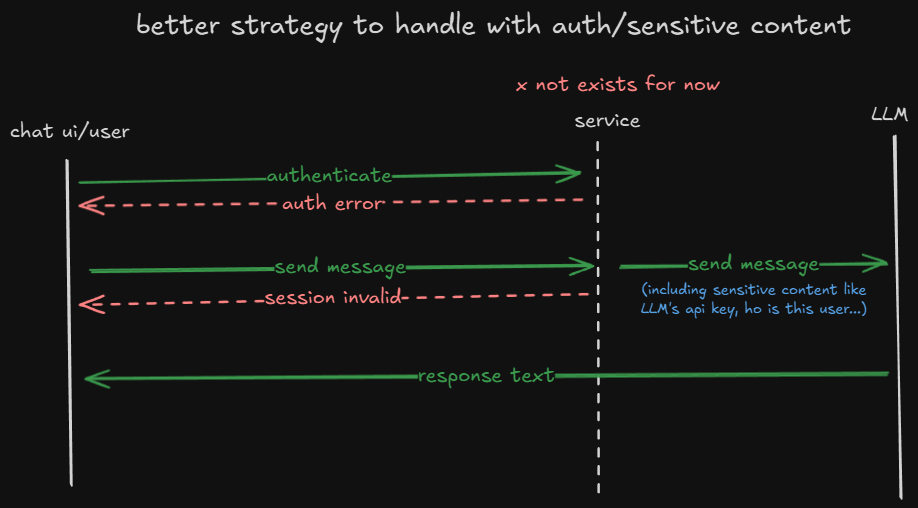 better strategy to handle with auth/sensitive content
x not exists for now
chat ui/user
service
LLM
authenticate
auth error
send message
send message
session invalid
(including sensitive content like
LLM's api key, ho is this user...)
response text